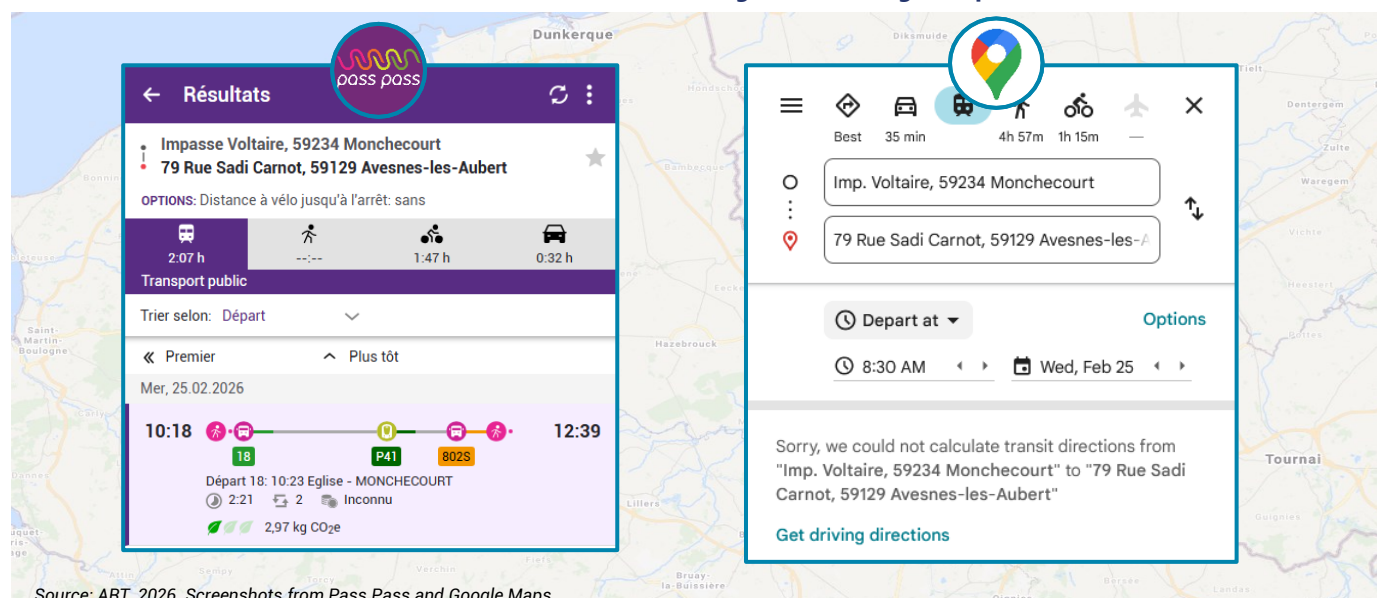 Dunkerque
Diksmuide
Tielt
Dentergem
Zulte
Waregem
pass pass
Résultats
Impasse Voltaire, 59234 Monchecourt
79 Rue Sadi Carnot, 59129 Avesnes-les-Aubert
OPTIONS: Distance à vélo jusqu'à l'arrêt: sans
2:07 h
--:--
1:47 h
0:32 h
Transport public
Trier selon: Départ
Premier
Plus tôt
Mer, 25.02.2026
10:18
12:39
18
P41
802S
Départ 18: 10:23 Eglise - MONCHECOURT
2:21
2
Inconnu
2,97 kg CO2e
Saint-
Martin-
Boulogne
Hazebrouck
Lillers
Bruay-
la-Buissière
Best
35 min
4h 57m
1h 15m
—
Imp. Voltaire, 59234 Monchecourt
79 Rue Sadi Carnot, 59129 Avesnes-les-A
Depart at
Options
8:30 AM
Wed, Feb 25
Sorry, we could not calculate transit directions from
"Imp. Voltaire, 59234 Monchecourt" to "79 Rue Sadi
Carnot, 59129 Avesnes-les-Aubert"
Get driving directions
Vichte
Tournai
Landas
Source: ART, 2026. Screenshots from Pass Pass and Google Maps